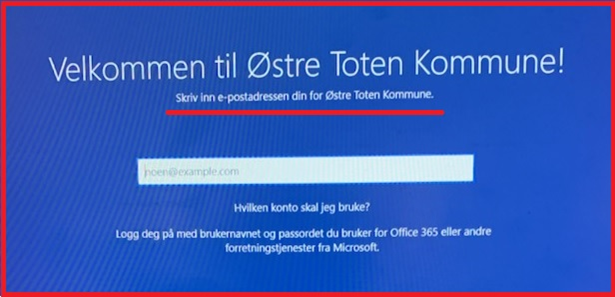 Velkommen til Østre Toten Kommune!
Skriv inn e-postadressen din for Østre Toten Kommune.
noen@example.com
Hvilken konto skal jeg bruke?
Logg deg på med brukernavnet og passordet du bruker for Office 365 eller andre
forretningstjenester fra Microsoft.